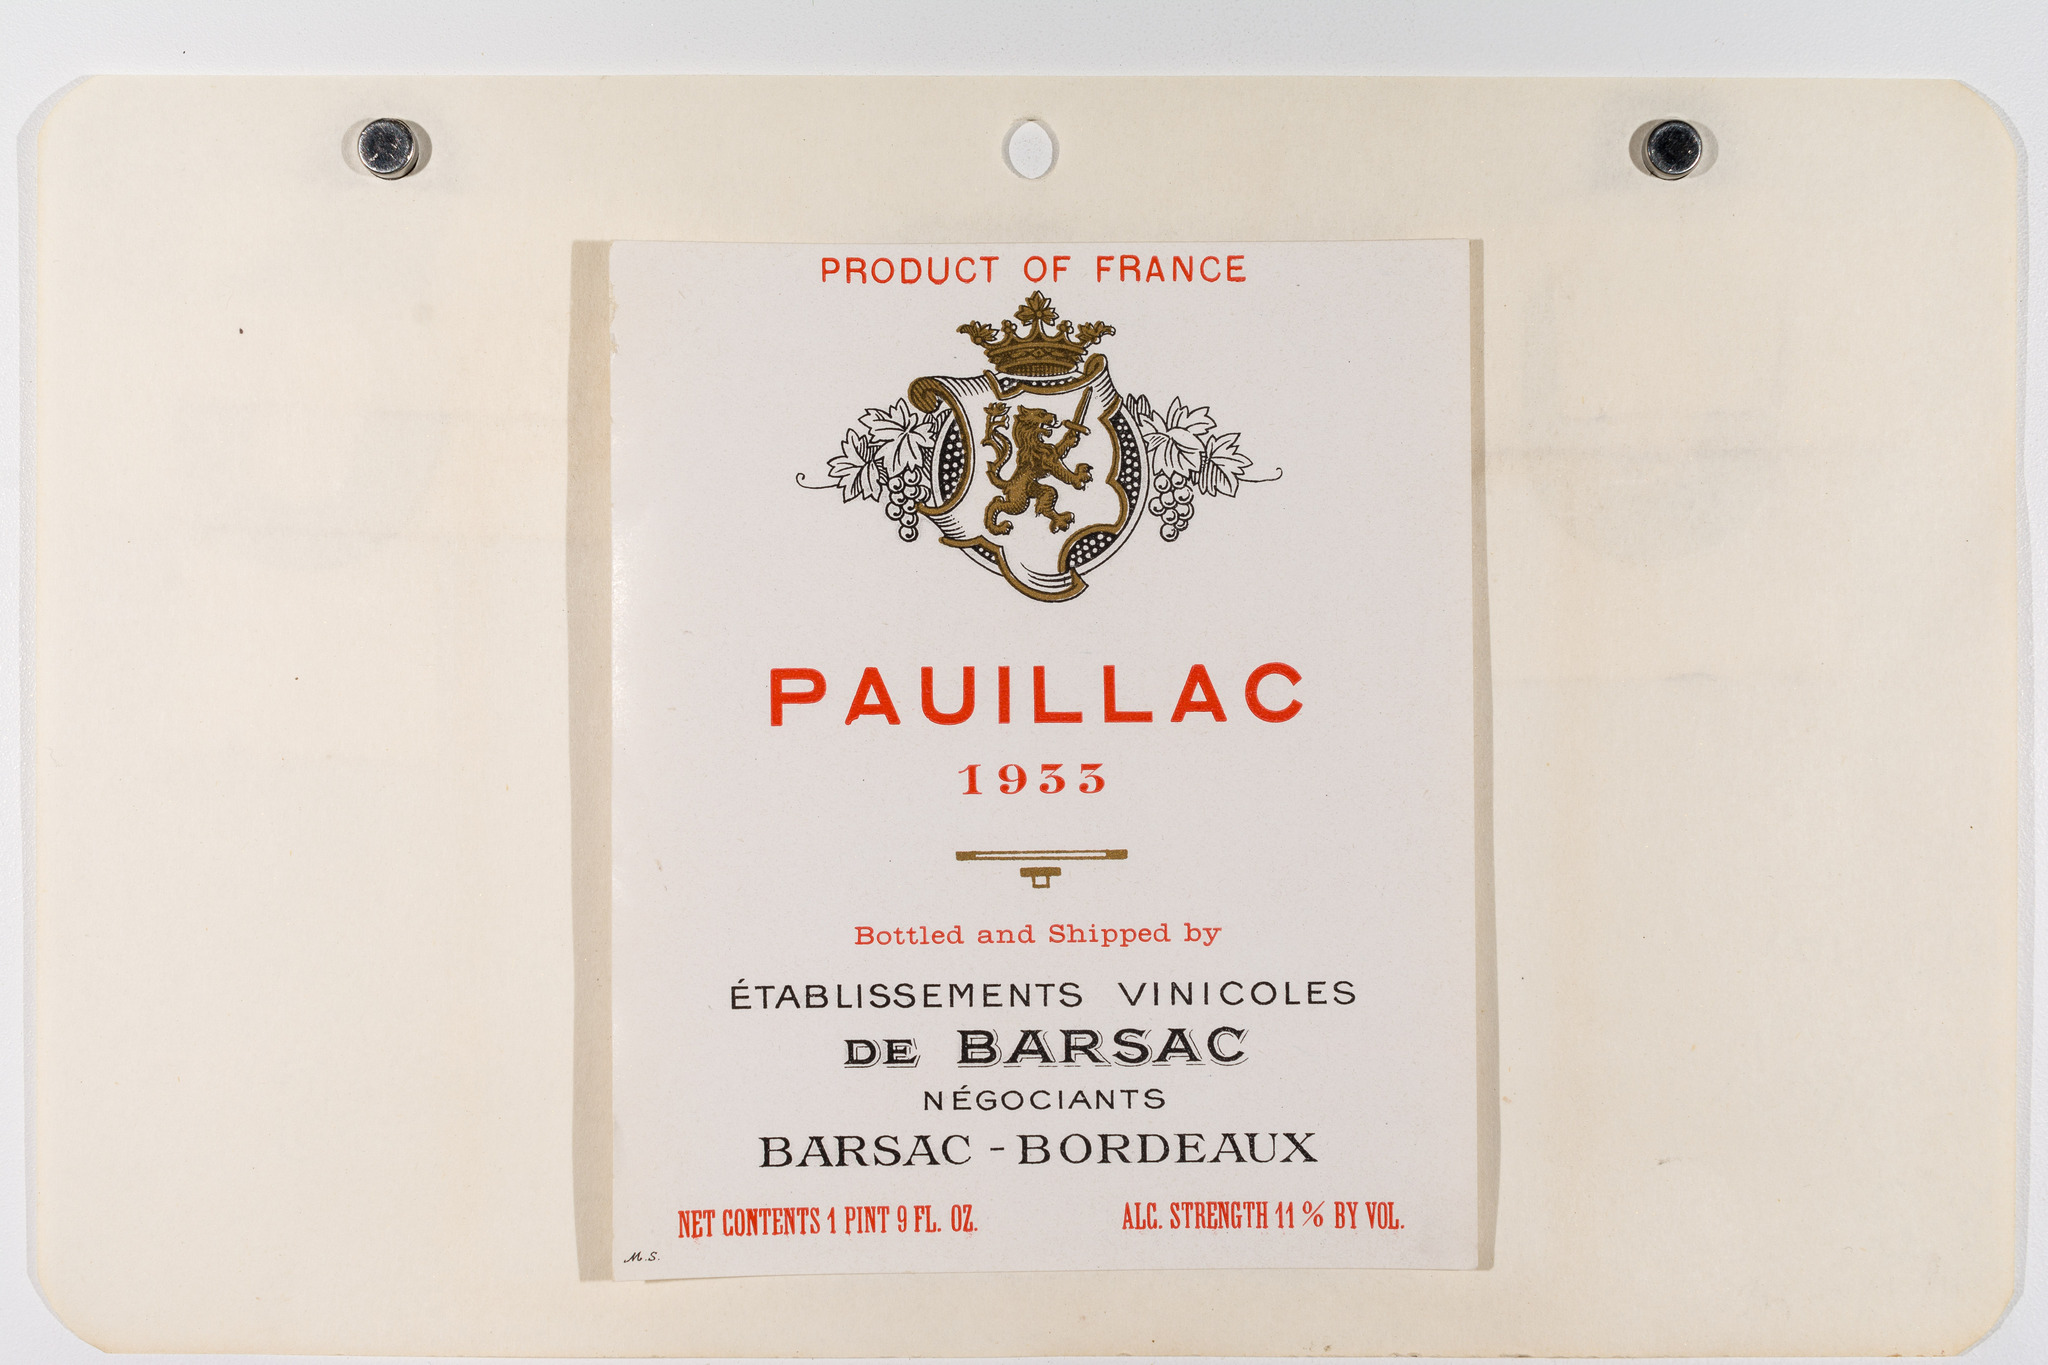 PRODUCT OF FRANCE
PAUILLAC
1933
Bottled and Shipped by
ÉTABLISSEMENTS VINICOLES
DE BARSAC
NÉGOCIANTS
BARSAC - BORDEAUX
NET CONTENTS 1 PINT 9 FL. OZ. ALC. STRENGTH 11 % BY VOL.
M.S.